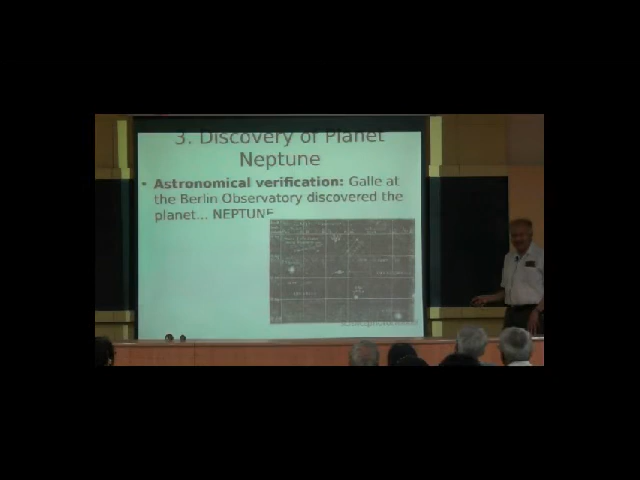 3. Discovery of Planet
Neptune
• Astronomical verification: Galle at
the Berlin Observatory discovered the
planet... NEPTUNE